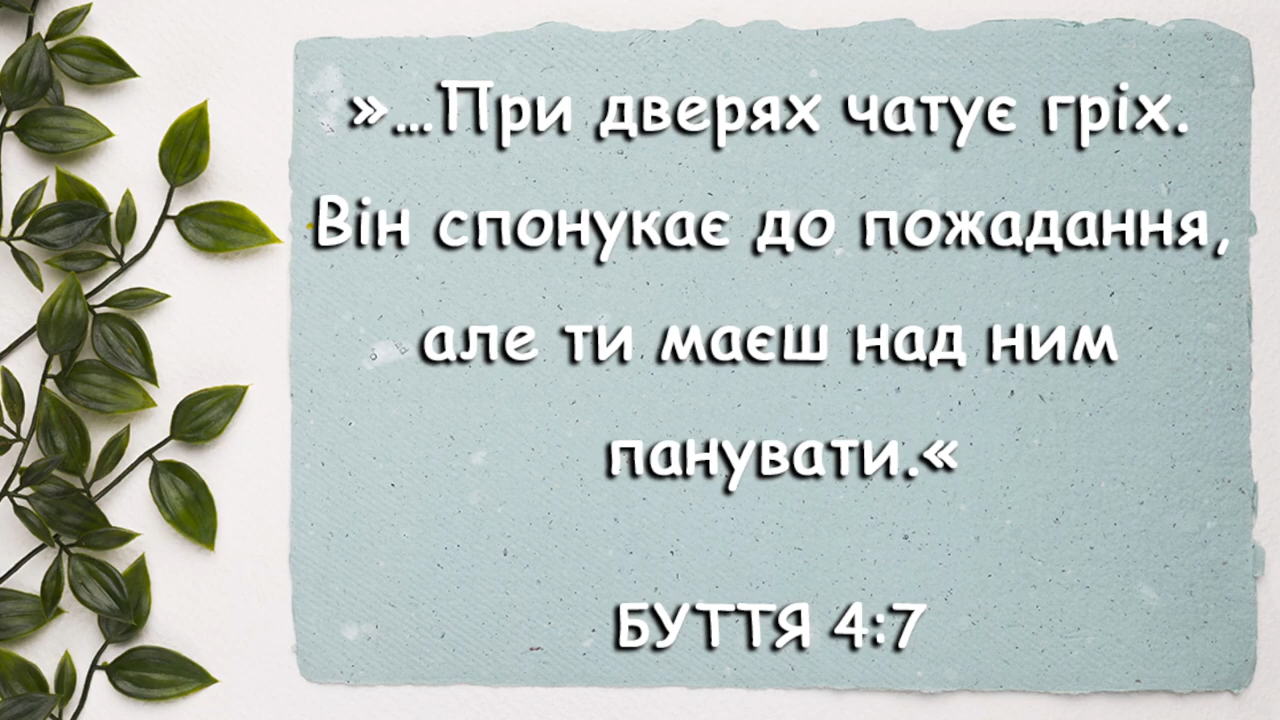 »...При дверях чатує гріх.
Він спонукає до пожадання,
але ти маєш над ним
панувати.«
БУТТЯ 4:7